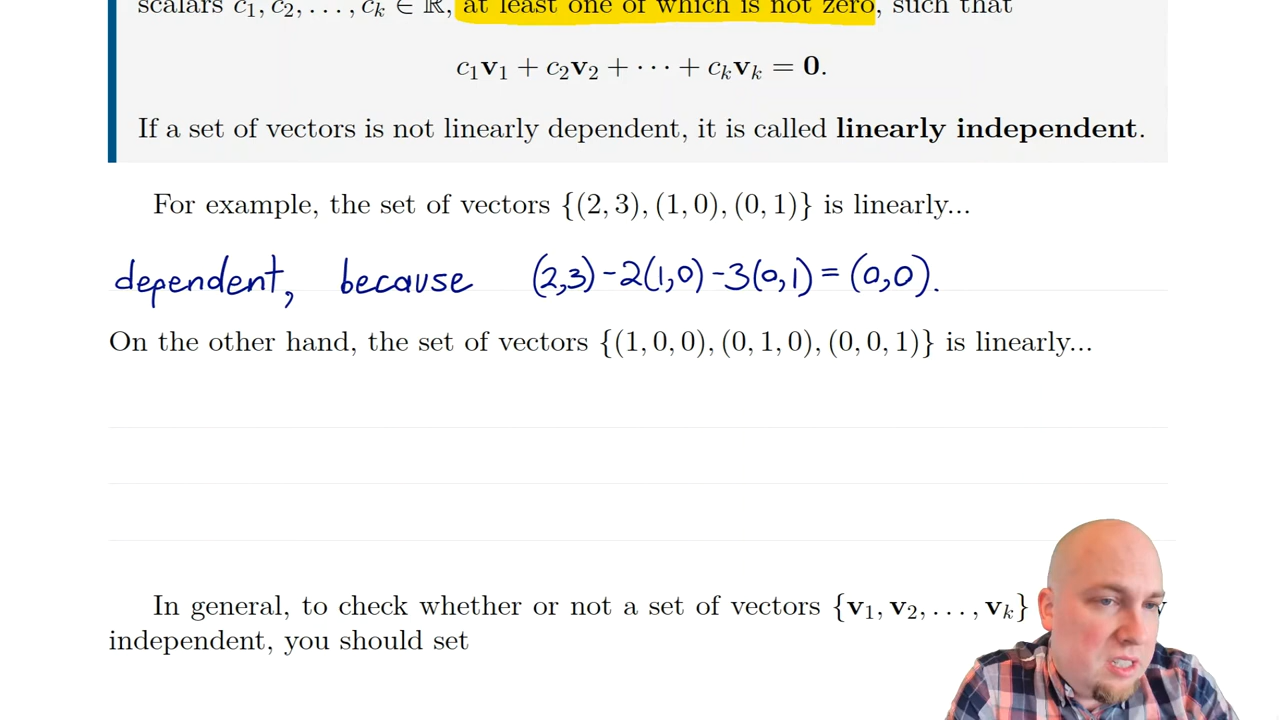 scalars c₁, c₂, . . . , cₖ ∈ ℝ, at least one of which is not zero, such that
c₁v₁ + c₂v₂ + · · · + cₖvₖ = 0.
If a set of vectors is not linearly dependent, it is called linearly independent.
For example, the set of vectors {(2, 3), (1, 0), (0, 1)} is linearly...
dependent, because (2,3) - 2(1,0) - 3(0,1) = (0,0).
On the other hand, the set of vectors {(1, 0, 0), (0, 1, 0), (0, 0, 1)} is linearly...
In general, to check whether or not a set of vectors {v₁, v₂, . . . , vₖ}
independent, you should set